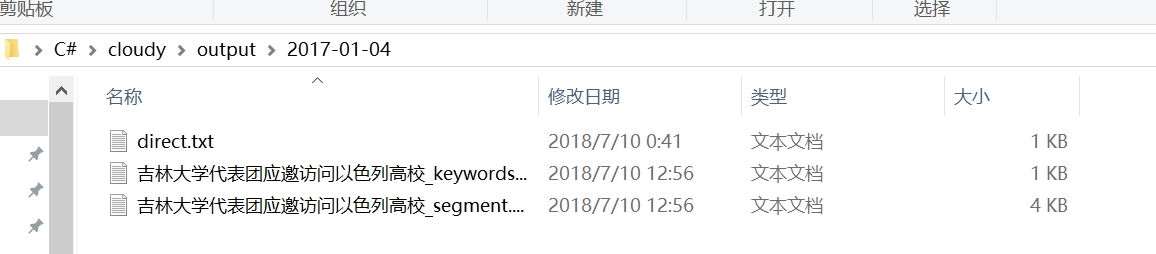 剪贴板 组织 新建 打开 选择
C# cloudy output 2017-01-04
名称 修改日期 类型 大小
direct.txt 2018/7/10 0:41 文本文档 1 KB
吉林大学代表团应邀访问以色列高校_keywords... 2018/7/10 12:56 文本文档 1 KB
吉林大学代表团应邀访问以色列高校_segment.... 2018/7/10 12:56 文本文档 4 KB